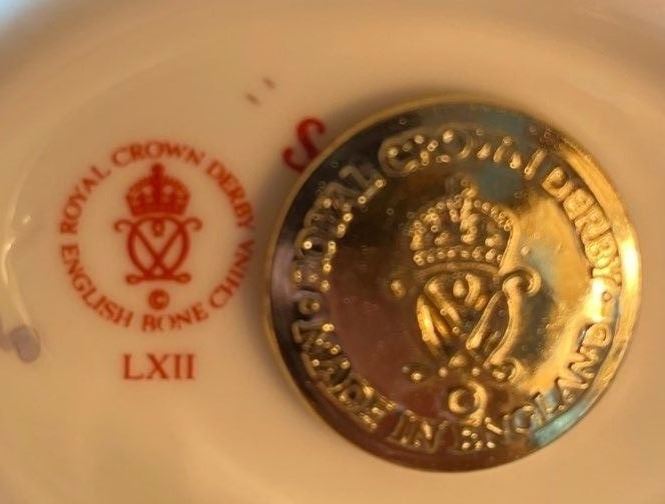 ROYAL CROWN DERBY
ENGLISH BONE CHINA
©
LXII
ROYAL CROWN DERBY
MADE IN ENGLAND
©